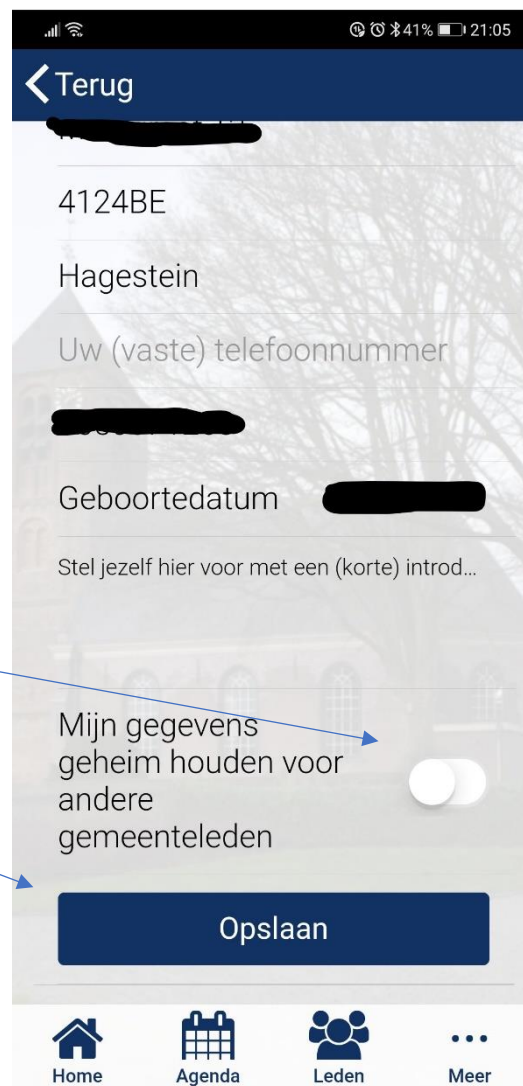 41% 21:05
Terug
4124BE
Hagestein
Uw (vaste) telefoonnummer
Geboortedatum
Stel jezelf hier voor met een (korte) introd...
Mijn gegevens
geheim houden voor
andere
gemeenteleden
Opslaan
Home Agenda Leden Meer